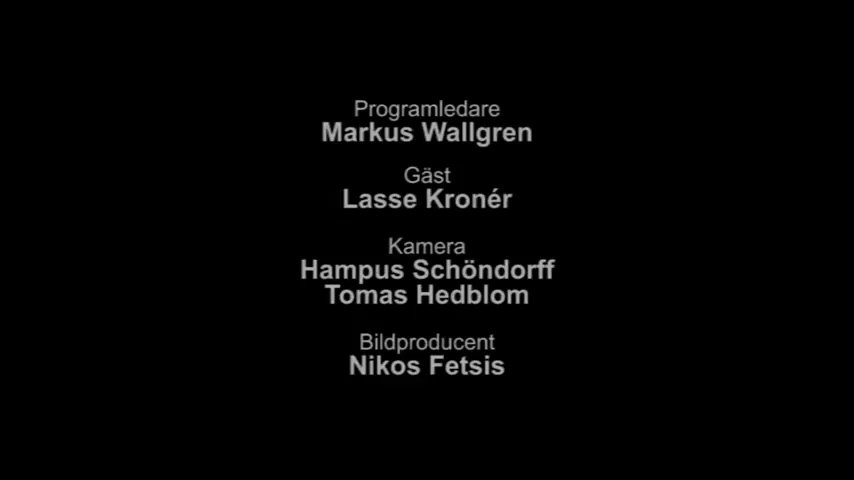 Programledare
Markus Wallgren
Gäst
Lasse Kronér
Kamera
Hampus Schöndorff
Tomas Hedblom
Bildproducent
Nikos Fetsis